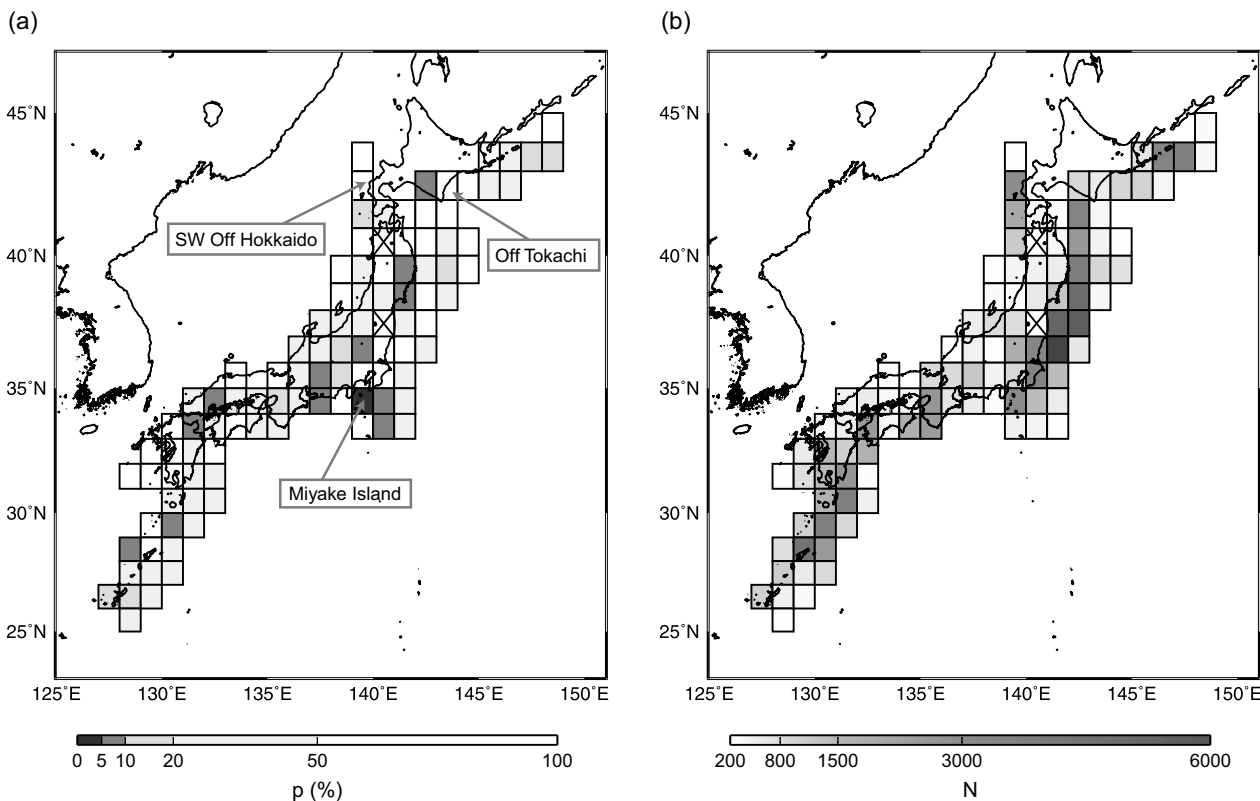 (a)
(b)
45°N
40°N
35°N
30°N
25°N
125°E
130°E
135°E
140°E
145°E
150°E
SW Off Hokkaido
Off Tokachi
Miyake Island
0 5 10 20 50 100
p (%)
45°N
40°N
35°N
30°N
25°N
125°E
130°E
135°E
140°E
145°E
150°E
200 800 1500 3000 6000
N